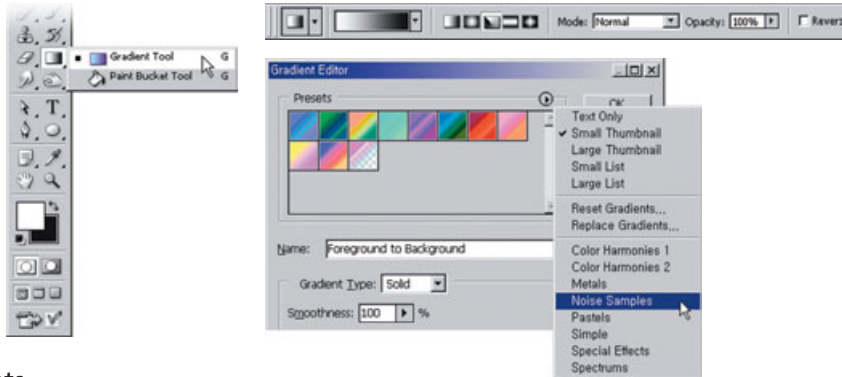 Gradient Tool G
Paint Bucket Tool G
Mode: Normal Opacity: 100%
Gradient Editor
Presets
Text Only
Small Thumbnail
Large Thumbnail
Small List
Large List
Reset Gradients...
Replace Gradients...
Name: Foreground to Background
Color Harmonies 1
Color Harmonies 2
Gradient Type: Solid
Metals
Noise Samples
Smoothness: 100 %
Pastels
Simple
Special Effects
Spectrums